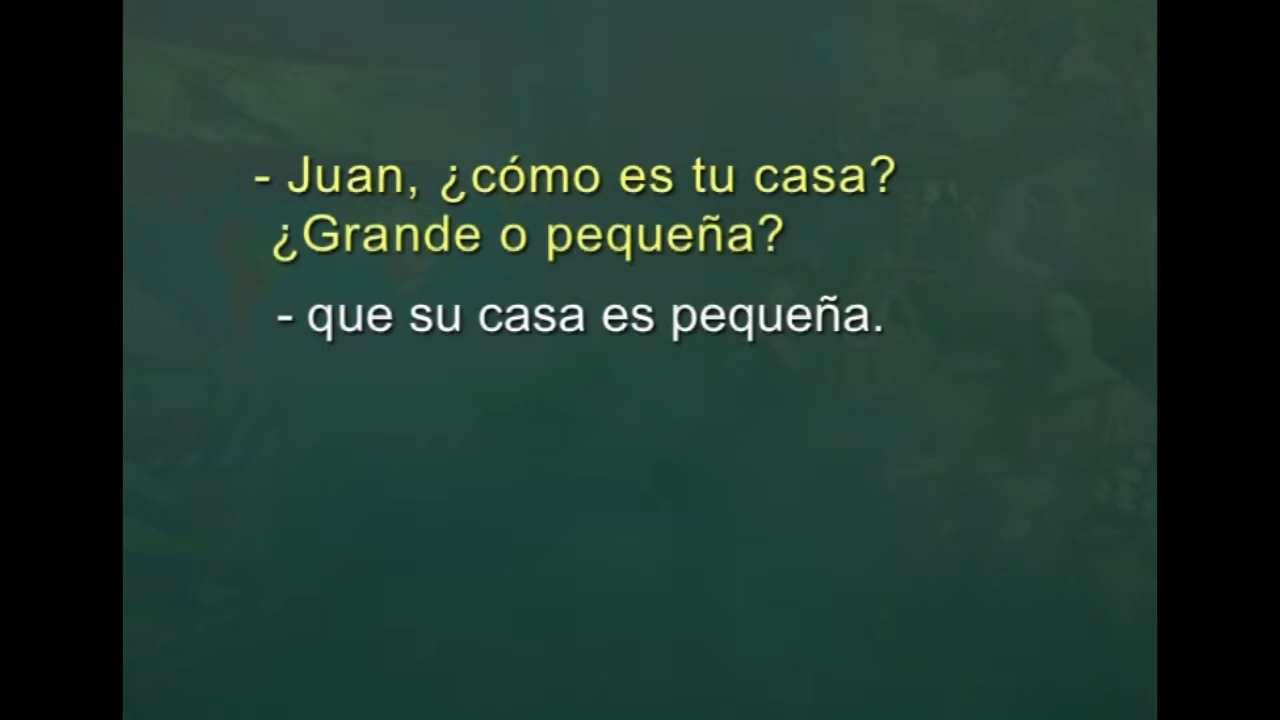 - Juan, ¿cómo es tu casa?
¿Grande o pequeña?
- que su casa es pequeña.